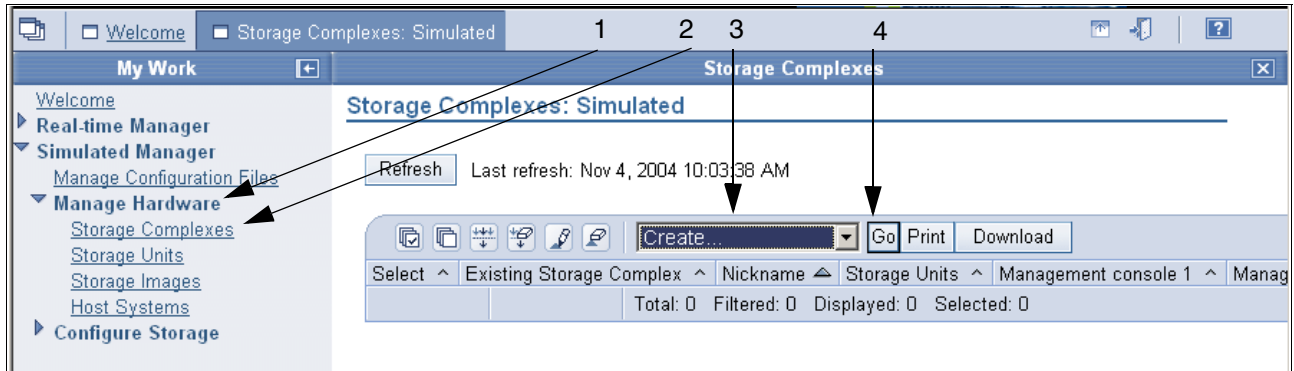 Welcome Storage Complexes: Simulated 1 2 3 4 ?
My Work Storage Complexes
Welcome
Real-time Manager
Simulated Manager
Manage Configuration Files
Manage Hardware
Storage Complexes
Storage Units
Storage Images
Host Systems
Configure Storage
Storage Complexes: Simulated
Refresh Last refresh: Nov 4, 2004 10:03:38 AM
Create... Go Print Download
Select Existing Storage Complex Nickname Storage Units Management console 1 Manag
Total: 0 Filtered: 0 Displayed: 0 Selected: 0